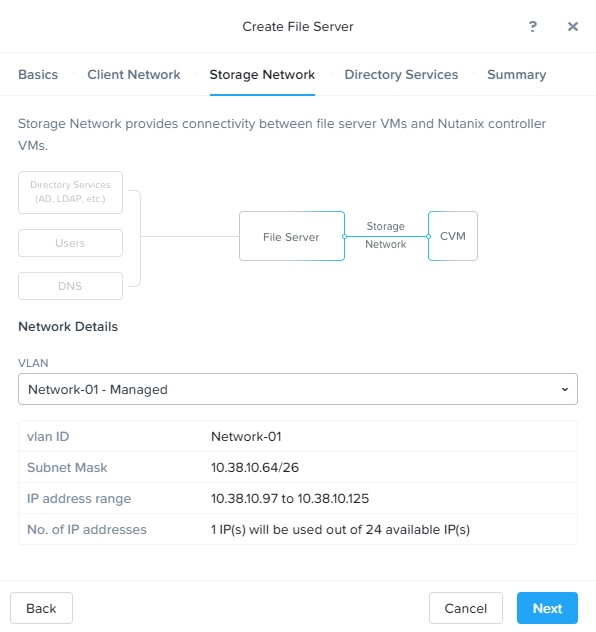 Create File Server
?
×
Basics
Client Network
Storage Network
Directory Services
Summary
Storage Network provides connectivity between file server VMs and Nutanix controller
VMs.
Directory Services
(AD, LDAP, etc.)
Users
DNS
File Server
Storage
Network
CVM
Network Details
VLAN
Network-01 - Managed
vlan ID Network-01
Subnet Mask 10.38.10.64/26
IP address range 10.38.10.97 to 10.38.10.125
No. of IP addresses 1 IP(s) will be used out of 24 available IP(s)
Back
Cancel
Next